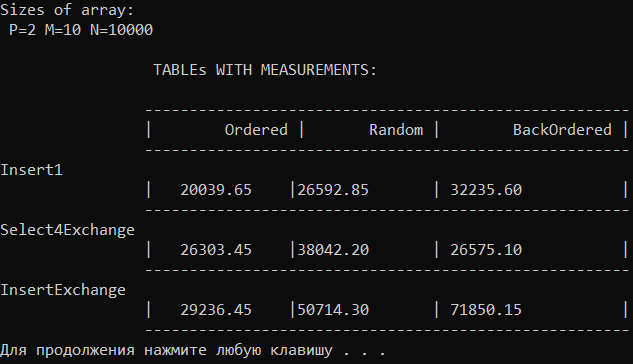 Sizes of array:
P=2 M=10 N=10000
TABLEs WITH MEASUREMENTS:
------------------------------------------------------
| Ordered | Random | BackOrdered |
------------------------------------------------------
Insert1
| 20039.65 |26592.85 | 32235.60 |
------------------------------------------------------
Select4Exchange
| 26303.45 |38042.20 | 26575.10 |
------------------------------------------------------
InsertExchange
| 29236.45 |50714.30 | 71850.15 |
------------------------------------------------------
Для продолжения нажмите любую клавишу . . .